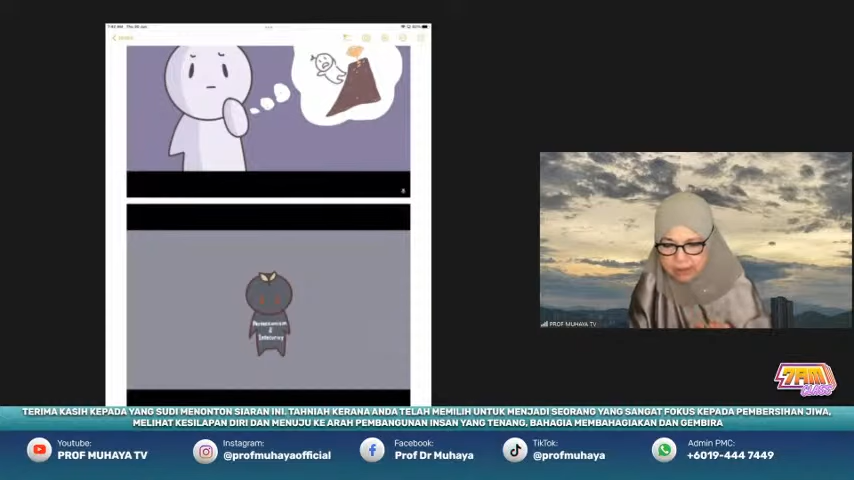 Perfectionism
&
PROF MUHAYA TV
7AM
CLASS
TERIMA KASIH KEPADA YANG SUDI MENONTON SIARAN INI. TAHNIAH KERANA ANDA TELAH MEMILIH UNTUK MENJADI SEORANG YANG SANGAT FOKUS KEPADA PEMBERSIHAN JIWA,
MELIHAT KESILAPAN DIRI DAN MENUJU KE ARAH PEMBANGUNAN INSAN YANG TENANG, BAHAGIA MEMBAHAGIAKAN DAN GEMBIRA
Youtube:
PROF MUHAYA TV
Instagram:
@profmuhayaofficial
Facebook:
Prof Dr Muhaya
TikTok:
@profmuhaya
Admin PMC:
+6019-444 7449